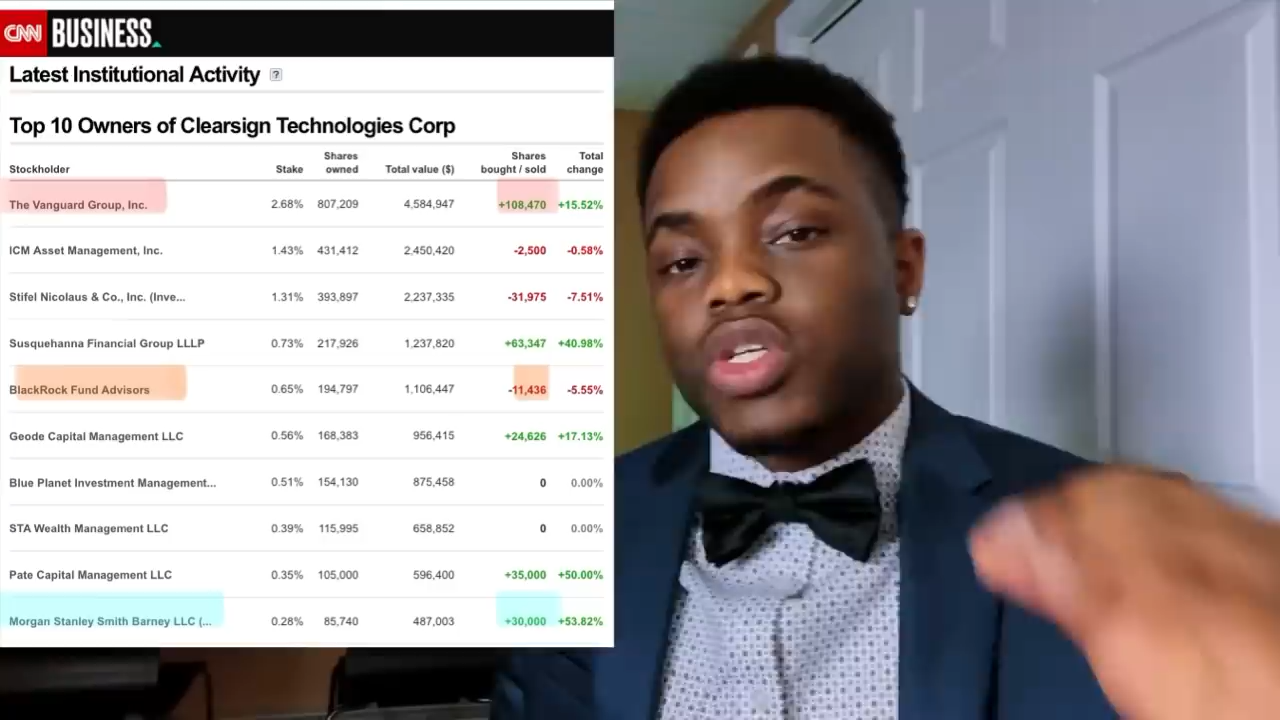 CNN BUSINESS
Latest Institutional Activity ?
Top 10 Owners of Clearsign Technologies Corp
Stockholder Stake Shares owned Total value ($) Shares bought / sold Total change
The Vanguard Group, Inc. 2.68% 807,209 4,584,947 +108,470 +15.52%
ICM Asset Management, Inc. 1.43% 431,412 2,450,420 -2,500 -0.58%
Stifel Nicolaus & Co., Inc. (Inve... 1.31% 393,897 2,237,335 -31,975 -7.51%
Susquehanna Financial Group LLLP 0.73% 217,926 1,237,820 +63,347 +40.98%
BlackRock Fund Advisors 0.65% 194,797 1,106,447 -11,436 -5.55%
Geode Capital Management LLC 0.56% 168,383 956,415 +24,626 +17.13%
Blue Planet Investment Management... 0.51% 154,130 875,458 0 0.00%
STA Wealth Management LLC 0.39% 115,995 658,852 0 0.00%
Pate Capital Management LLC 0.35% 105,000 596,400 +35,000 +50.00%
Morgan Stanley Smith Barney LLC (... 0.28% 85,740 487,003 +30,000 +53.82%